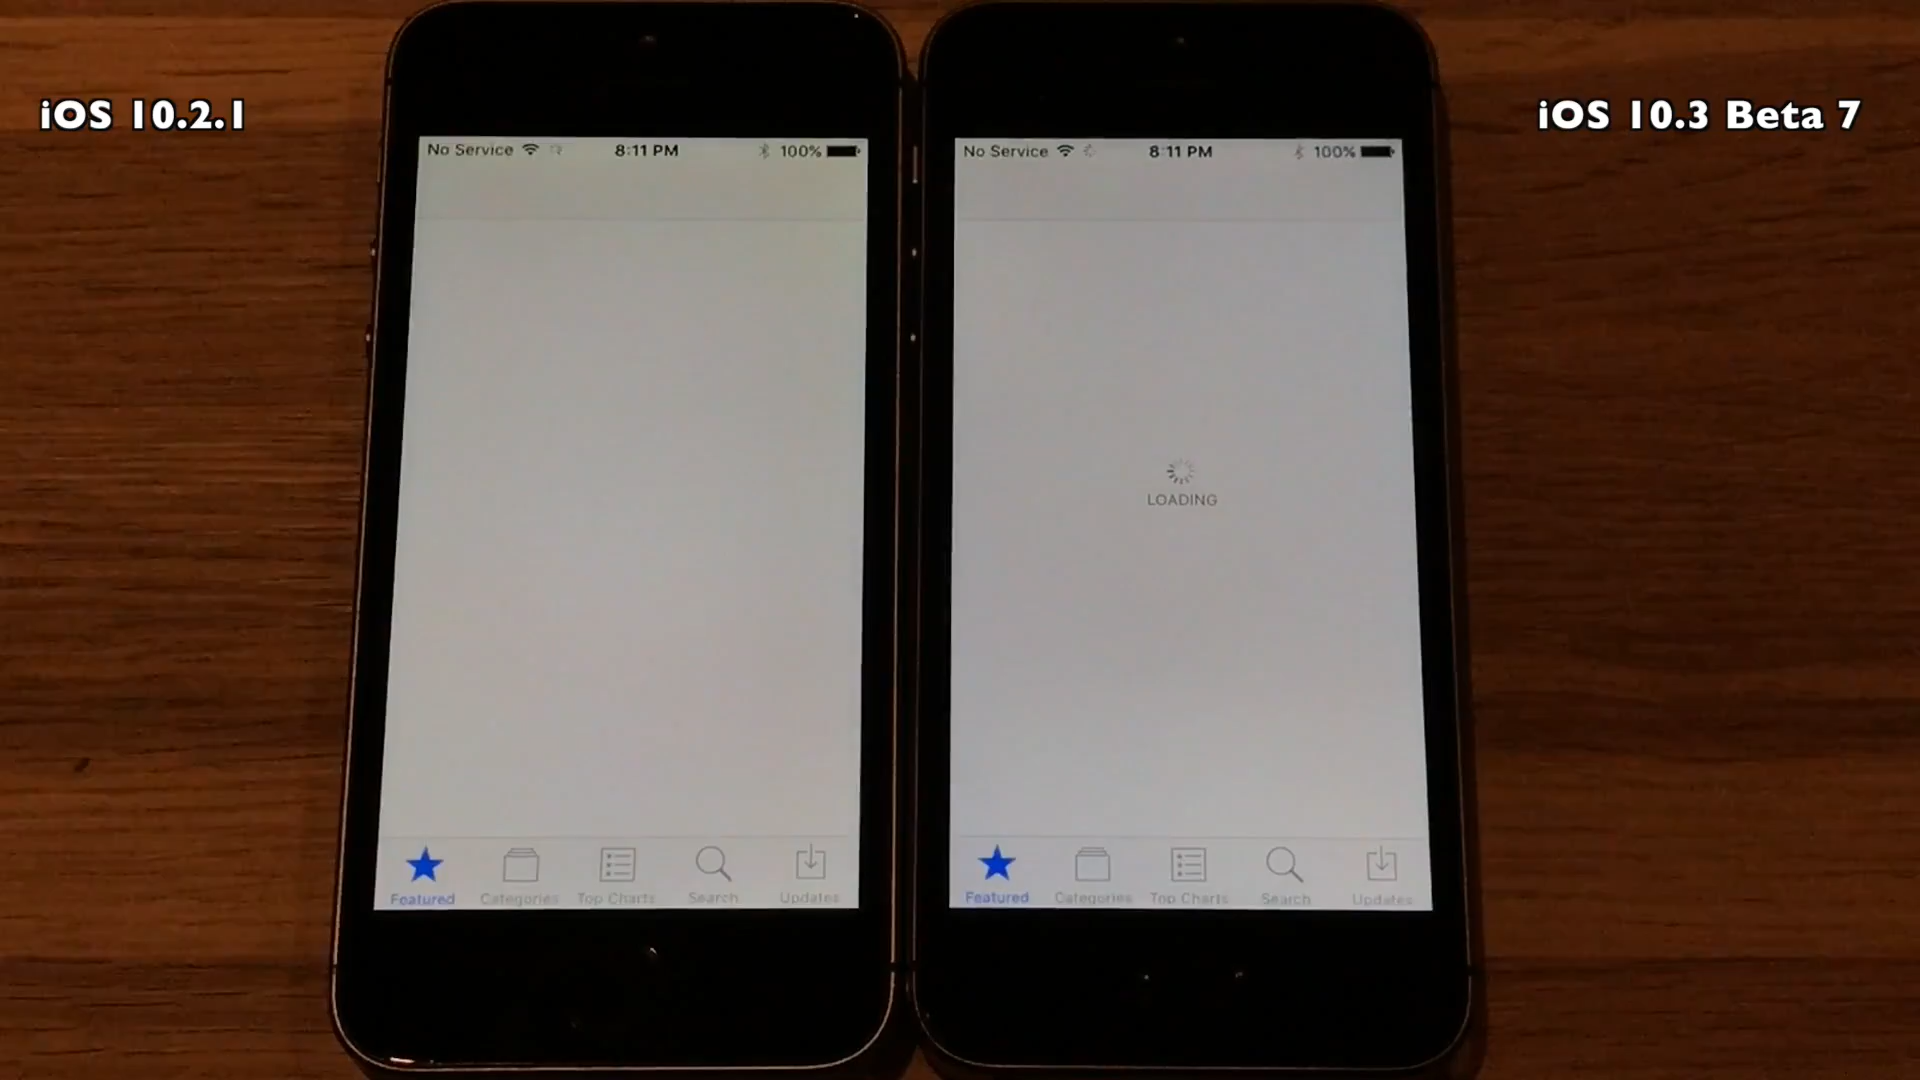 iOS 10.2.1
iOS 10.3 Beta 7
No Service 8:11 PM 100%
No Service 8:11 PM 100%
LOADING
Featured Categories Top Charts Search Updates
Featured Categories Top Charts Search Updates